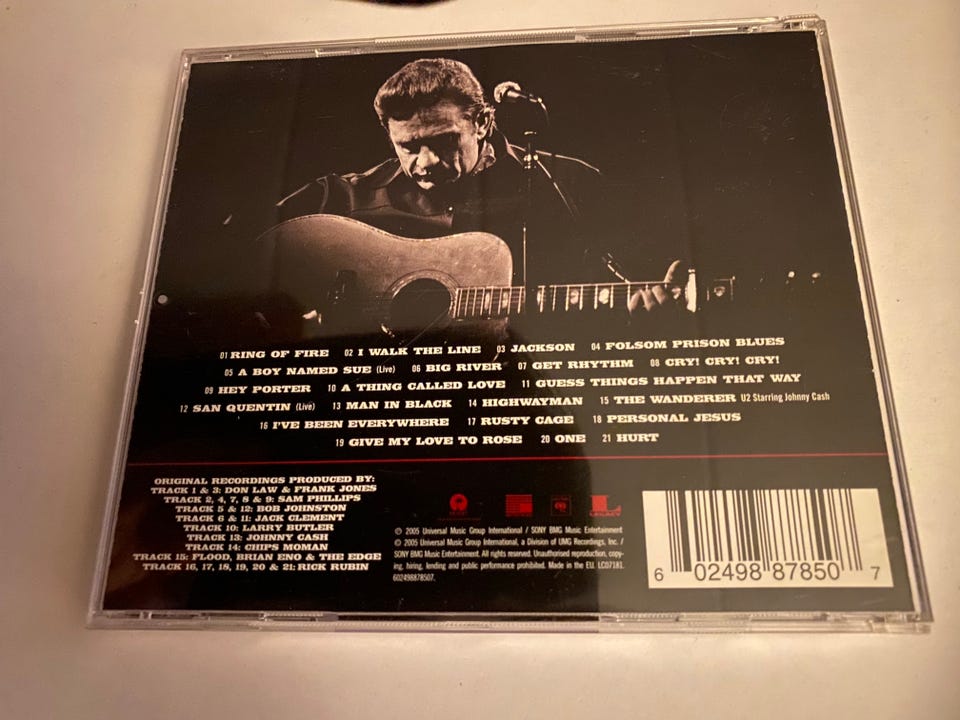 01 RING OF FIRE 02 I WALK THE LINE 03 JACKSON 04 FOLSOM PRISON BLUES
05 A BOY NAMED SUE (Live) 06 BIG RIVER 07 GET RHYTHM 08 CRY! CRY! CRY!
09 HEY PORTER 10 A THING CALLED LOVE 11 GUESS THINGS HAPPEN THAT WAY
12 SAN QUENTIN (Live) 13 MAN IN BLACK 14 HIGHWAYMAN 15 THE WANDERER U2 Starring Johnny Cash
16 I'VE BEEN EVERYWHERE 17 RUSTY CAGE 18 PERSONAL JESUS
19 GIVE MY LOVE TO ROSE 20 ONE 21 HURT
ORIGINAL RECORDINGS PRODUCED BY:
TRACK 1 & 3: DON LAW & FRANK JONES
TRACK 2, 4, 7, 8 & 9: SAM PHILLIPS
TRACK 5 & 12: BOB JOHNSTON
TRACK 6 & 11: JACK CLEMENT
TRACK 10: LARRY BUTLER
TRACK 13: JOHNNY CASH
TRACK 14: CHIPS MOMAN
TRACK 15: FLOOD, BRIAN ENO & THE EDGE
TRACK 16, 17, 18, 19, 20 & 21: RICK RUBIN
LEGACY
℗ 2005 Universal Music Group International / SONY BMG Music Entertainment
© 2005 Universal Music Group International, a Division of UMG Recordings, Inc. /
SONY BMG Music Entertainment. All rights reserved. Unauthorised reproduction, copy-
ing, hiring, lending and public performance prohibited. Made in the EU. LC07181.
602498878507.
6 02498 87850 7